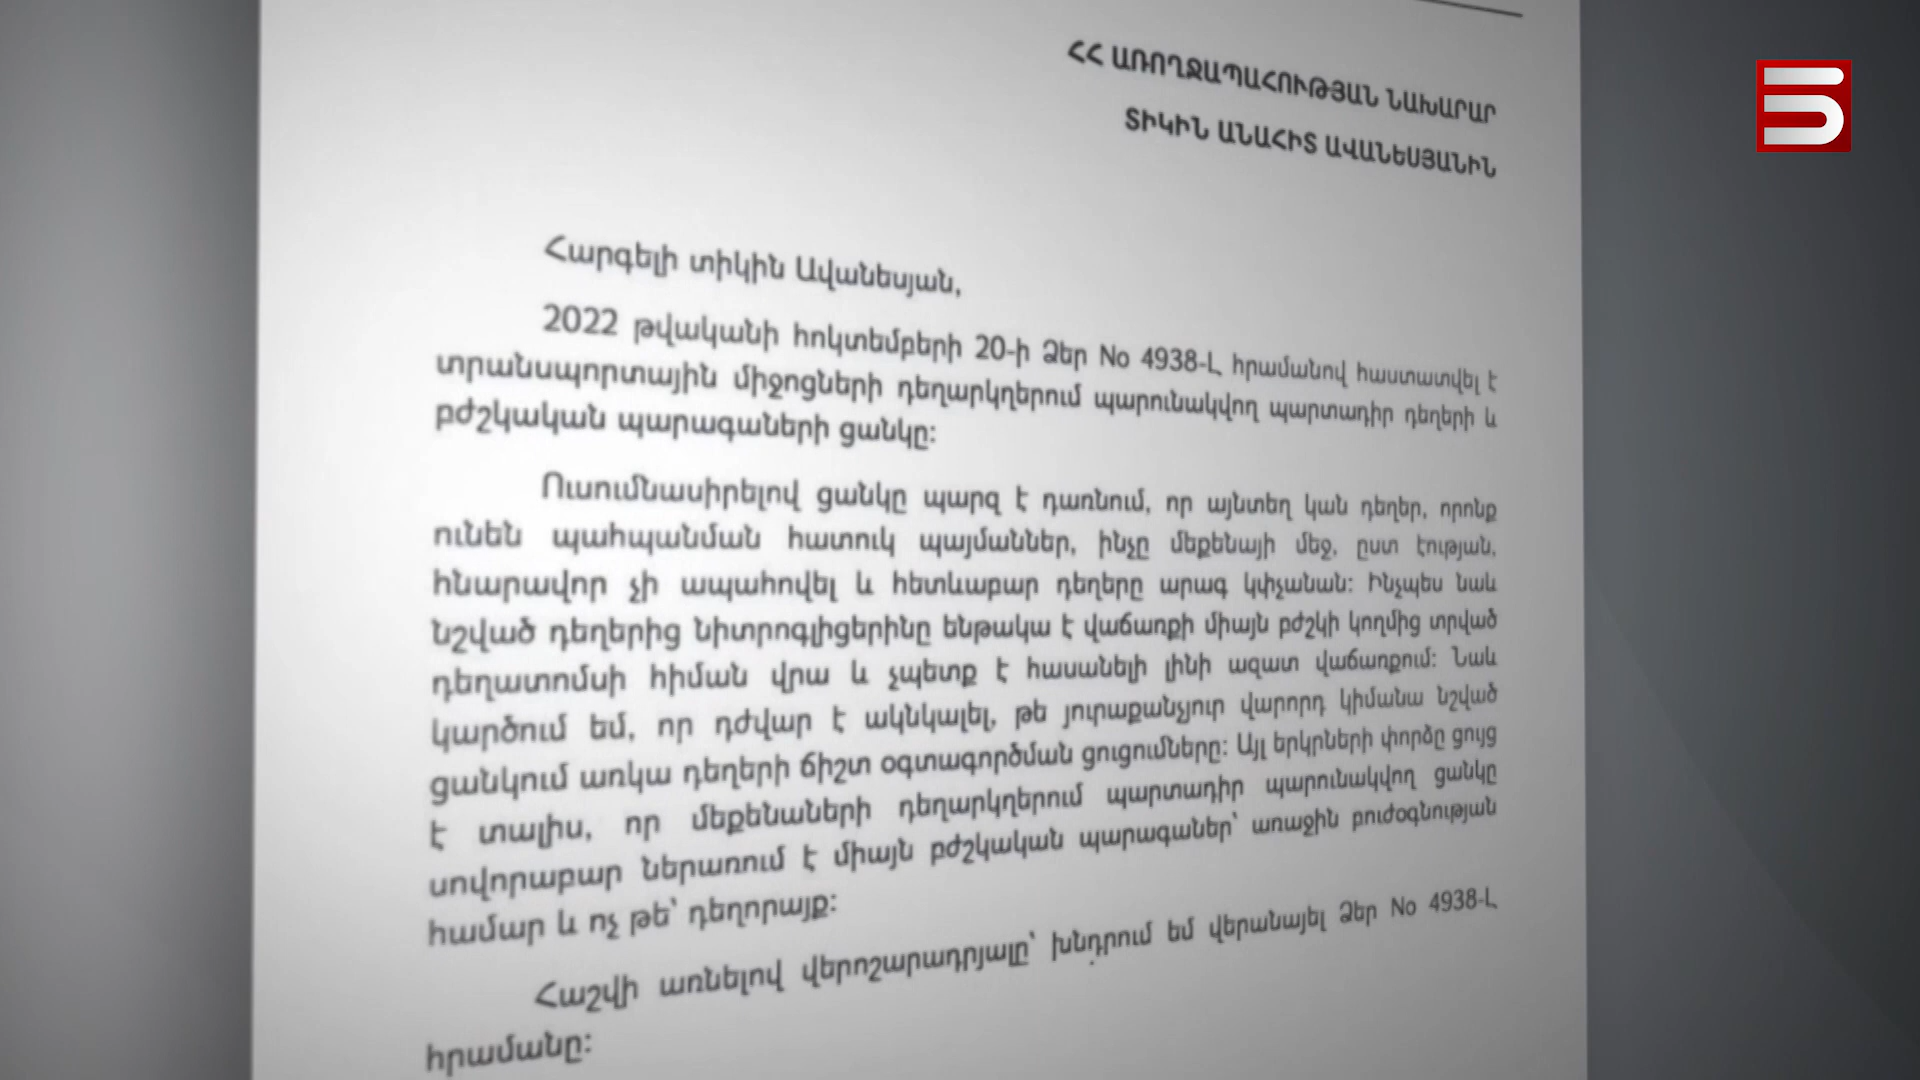 ՀՀ ԱՌՈՂՋԱՊԱՀՈՒԹՅԱՆ ՆԱԽԱՐԱՐ
ՏԻԿԻՆ ԱՆԱՀԻՏ ԱՎԱՆԵՍՅԱՆԻՆ
Հարգելի տիկին Ավանեսյան,
2022 թվականի հոկտեմբերի 20-ի Ձեր No 4938-Լ հրամանով հաստատվել է
տրանսպորտային միջոցների դեղարկղերում պարունակվող պարտադիր դեղերի և
բժշկական պարագաների ցանկը:
Ուսումնասիրելով ցանկը պարզ է դառնում, որ այնտեղ կան դեղեր, որոնք
ունեն պահպանման հատուկ պայմաններ, ինչը մեքենայի մեջ, ըստ էության,
հնարավոր չի ապահովել և հետևաբար դեղերը արագ կփչանան: Ինչպես նաև
նշված դեղերից նիտրոգլիցերինը ենթակա է վաճառքի միայն բժշկի կողմից տրված
դեղատոմսի հիման վրա և չպետք է հասանելի լինի ազատ վաճառքում: Նաև
կարծում եմ, որ դժվար է ակնկալել, թե յուրաքանչյուր վարորդ կիմանա նշված
ցանկում առկա դեղերի ճիշտ օգտագործման ցուցումները: Այլ երկրների փորձը ցույց
է տալիս, որ մեքենաների դեղարկղերում պարտադիր պարունակվող ցանկը
սովորաբար ներառում է միայն բժշկական պարագաներ՝ առաջին բուժօգնության
համար և ոչ թե՝ դեղորայք:
Հաշվի առնելով վերոշարադրյալը՝ խնդրում եմ վերանայել Ձեր No 4938-Լ
հրամանը: